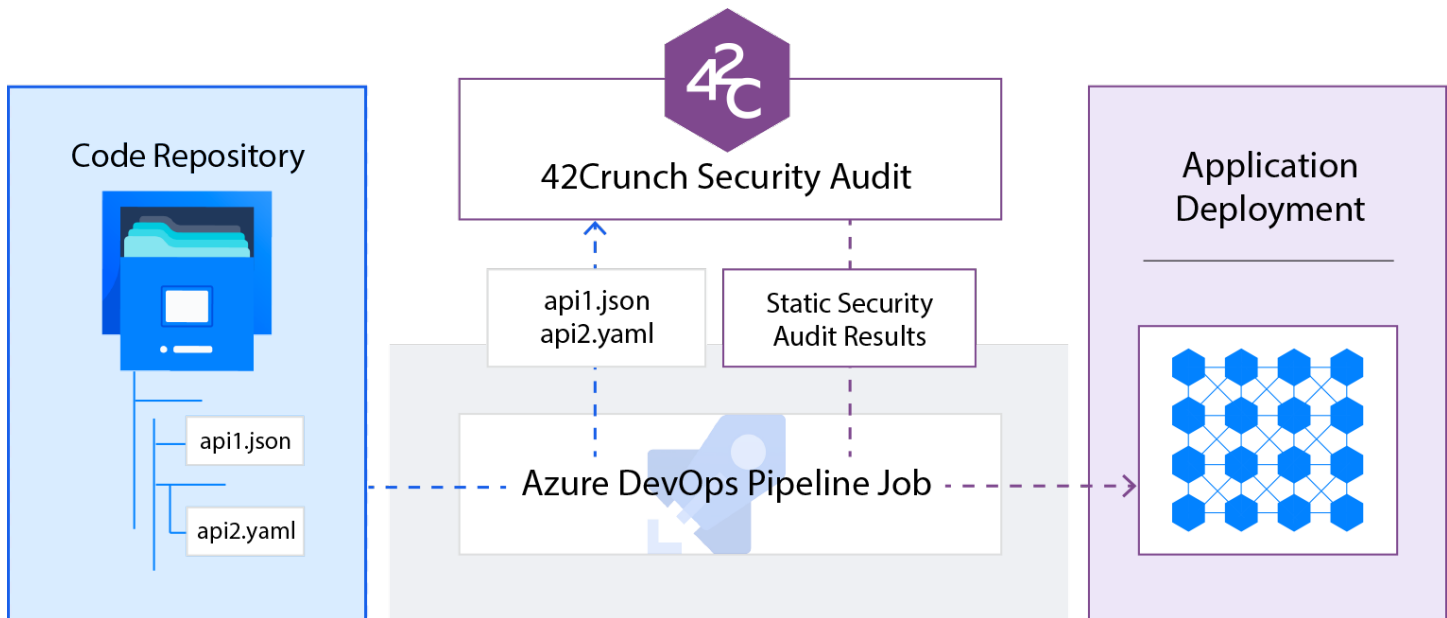 Code Repository
api1.json
api2.yaml
42C
42Crunch Security Audit
api1.json
api2.yaml
Static Security
Audit Results
Azure DevOps Pipeline Job
Application
Deployment